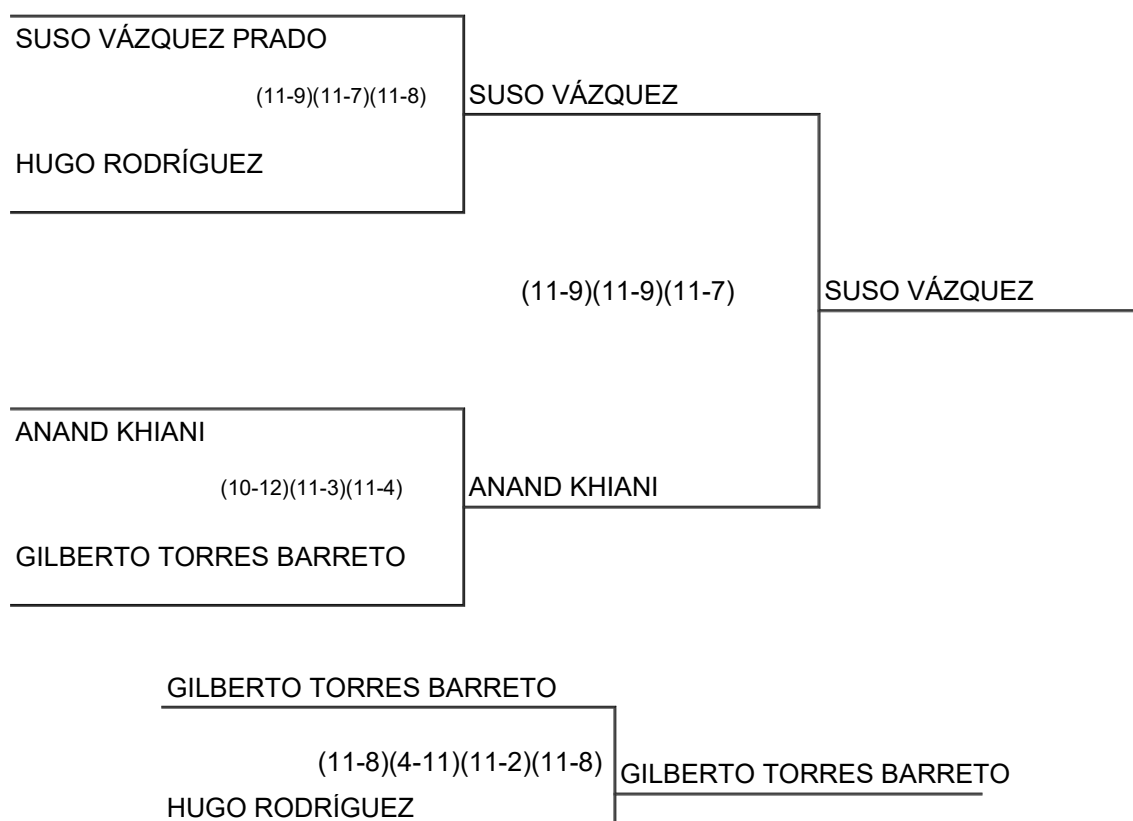 SUSO VÁZQUEZ PRADO
(11-9)(11-7)(11-8)
SUSO VÁZQUEZ
HUGO RODRÍGUEZ
(11-9)(11-9)(11-7)
SUSO VÁZQUEZ
ANAND KHIANI
(10-12)(11-3)(11-4)
ANAND KHIANI
GILBERTO TORRES BARRETO
GILBERTO TORRES BARRETO
(11-8)(4-11)(11-2)(11-8)
GILBERTO TORRES BARRETO
HUGO RODRÍGUEZ